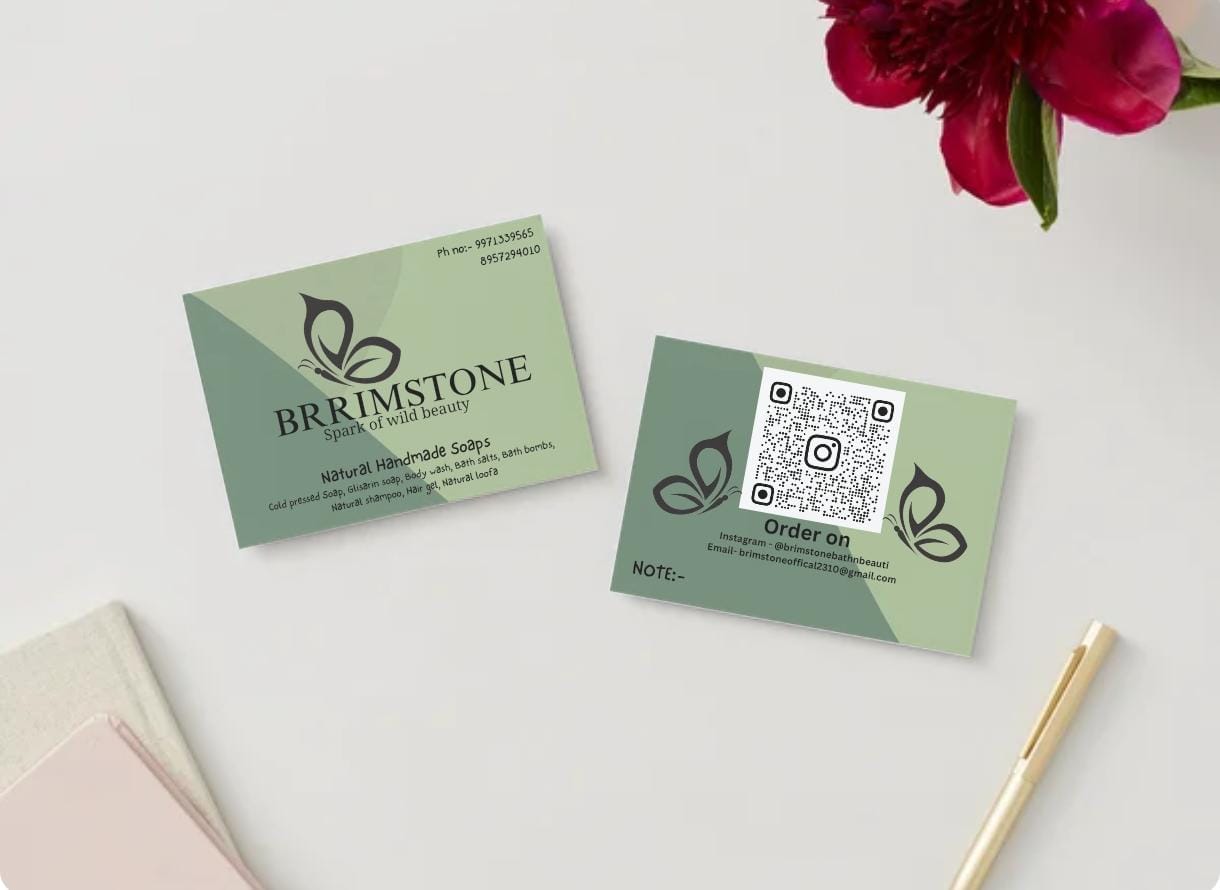 Ph no:- 9971339565
8957294010
BRRIMSTONE
Spark of wild beauty
Natural Handmade Soaps
Cold pressed Soap, Glisarin soap, Body wash, Bath salts, Bath bombs,
Natural shampoo, Hair gel, Natural loofa
Order on
Instagram - @brimstonebathnbeauti
Email- brimstoneoffical2310@gmail.com
NOTE:-